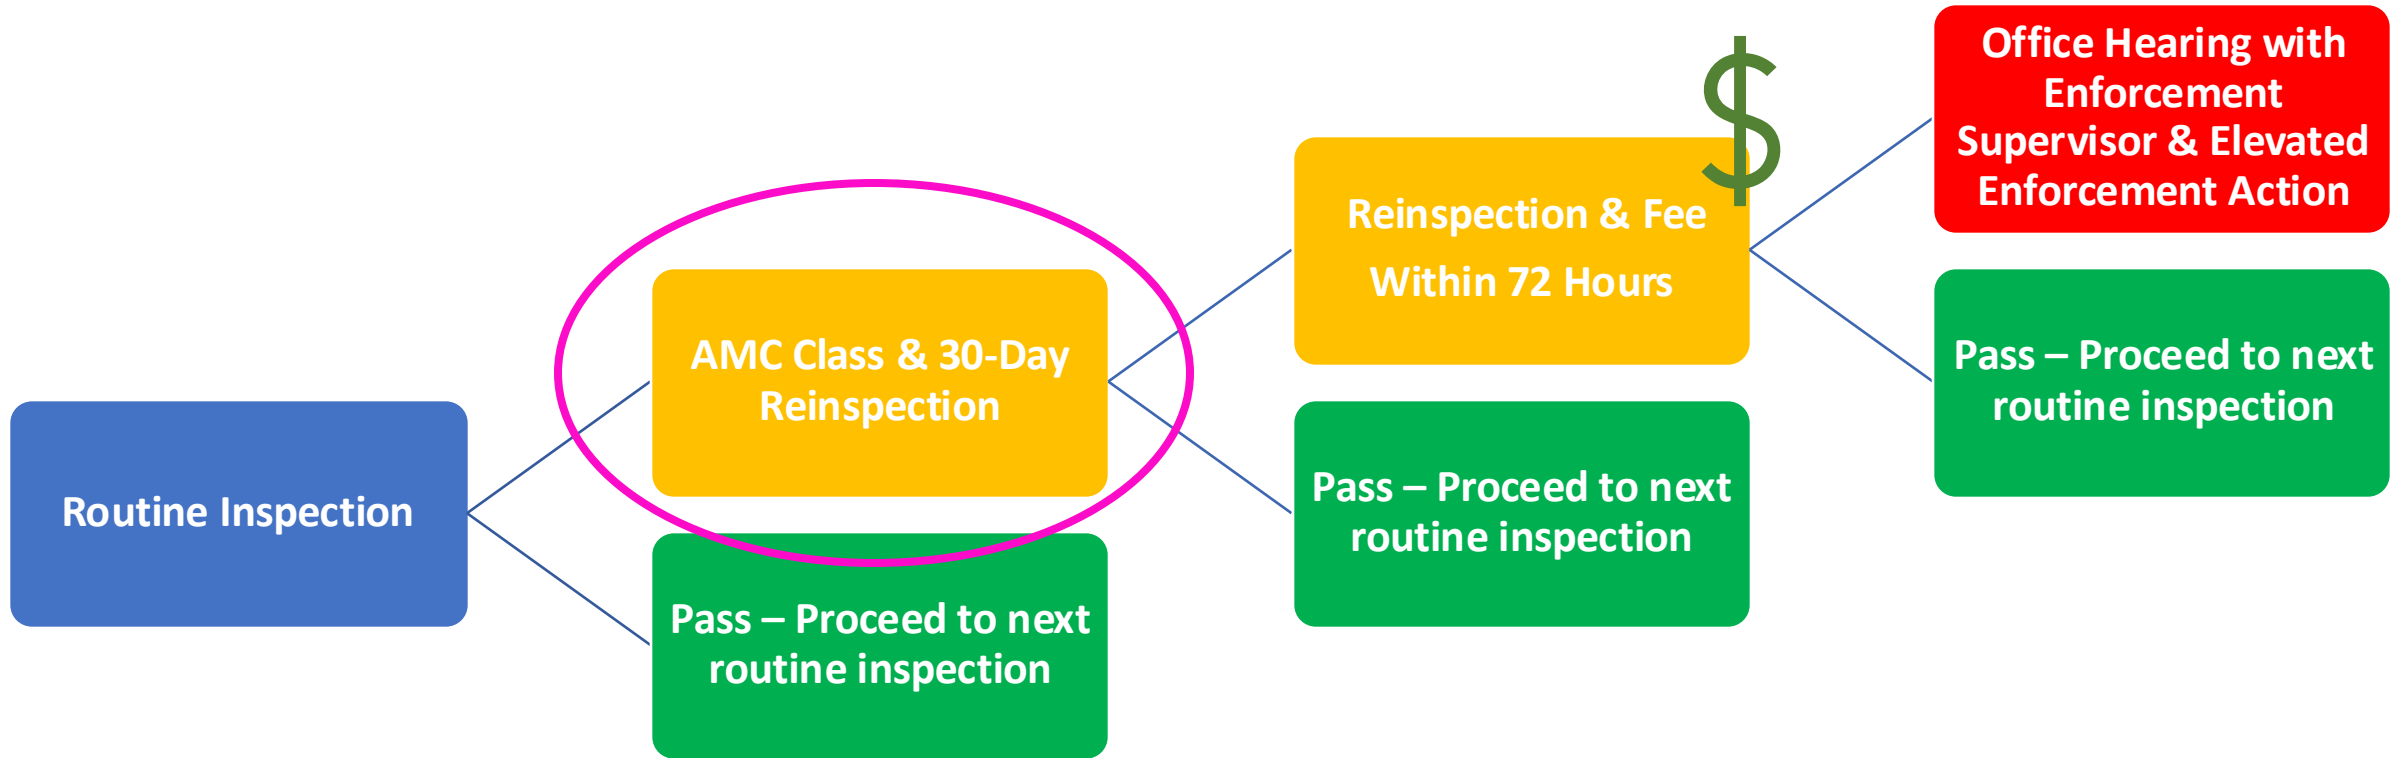 Routine Inspection
AMC Class & 30-Day
Reinspection
Pass – Proceed to next
routine inspection
$
Reinspection & Fee
Within 72 Hours
Pass – Proceed to next
routine inspection
Office Hearing with
Enforcement
Supervisor & Elevated
Enforcement Action
Pass – Proceed to next
routine inspection